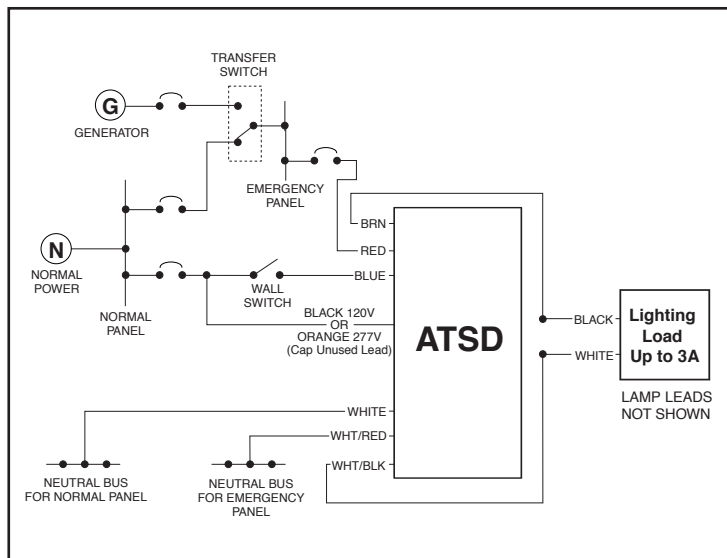 TRANSFER
SWITCH
G
GENERATOR
EMERGENCY
PANEL
N
NORMAL
POWER
NORMAL
PANEL
WALL
SWITCH
BLACK 120V
OR
ORANGE 277V
(Cap Unused Lead)
BRN
RED
BLUE
ATSD
WHITE
WHT/RED
WHT/BLK
BLACK
WHITE
Lighting
Load
Up to 3A
LAMP LEADS
NOT SHOWN
NEUTRAL BUS
FOR NORMAL PANEL
NEUTRAL BUS
FOR EMERGENCY
PANEL